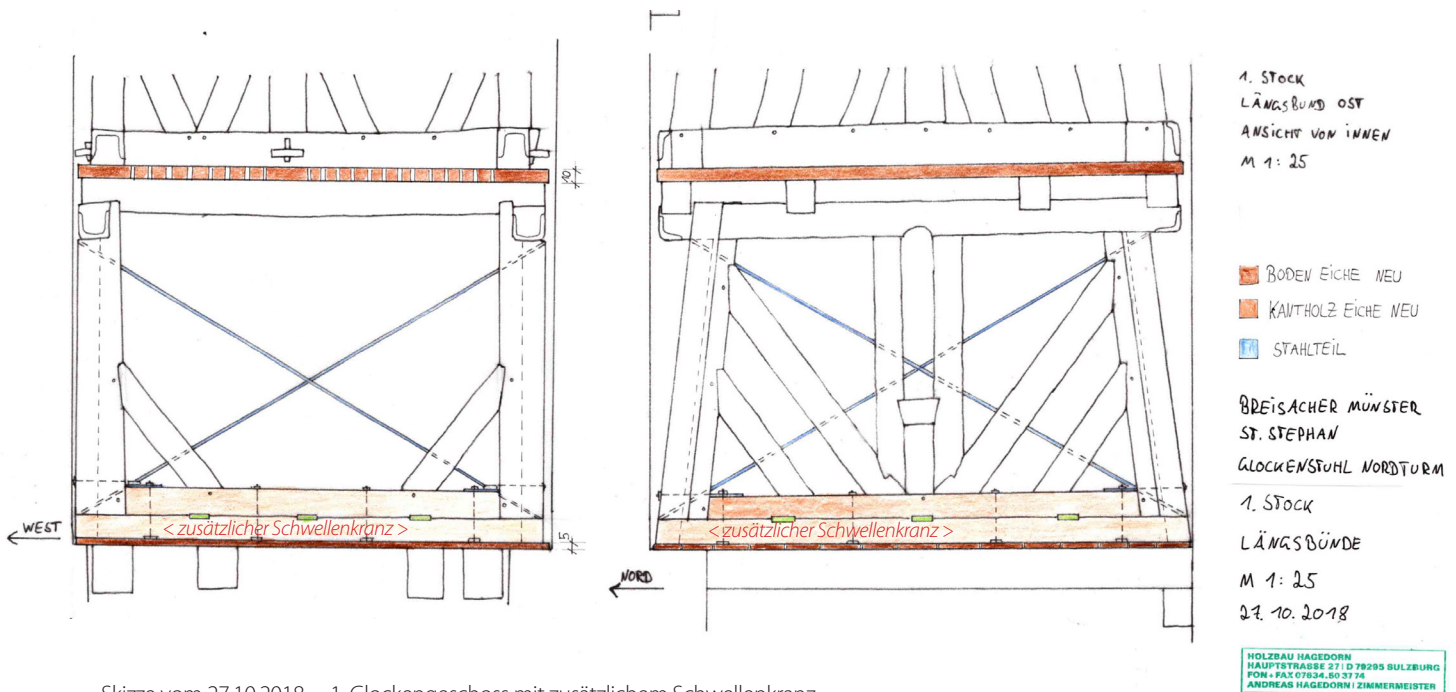 1. STOCK
LÄNGSBUND OST
ANSICHT VON INNEN
M 1:25
10
BODEN EICHE NEU
KANTHOLZ EICHE NEU
STAHLTEIL
BREISACHER MÜNSTER
ST. STEPHAN
GLOCKENSTUHL NORDTURM
1. STOCK
LÄNGSBÜNDE
M 1:25
27.10.2018
WEST
< zusätzlicher Schwellenkranz >
5
NORD
< zusätzlicher Schwellenkranz >
HOLZBAU HAGEDORN
HAUPTSTRASSE 27 I D 79295 SULZBURG
FON + FAX 07634.50 37 74
ANDREAS HAGEDORN I ZIMMERMEISTER
Skizze vom 27.10.2018 – 1. Glockengeschoss mit zusätzlichem Schwellenkranz